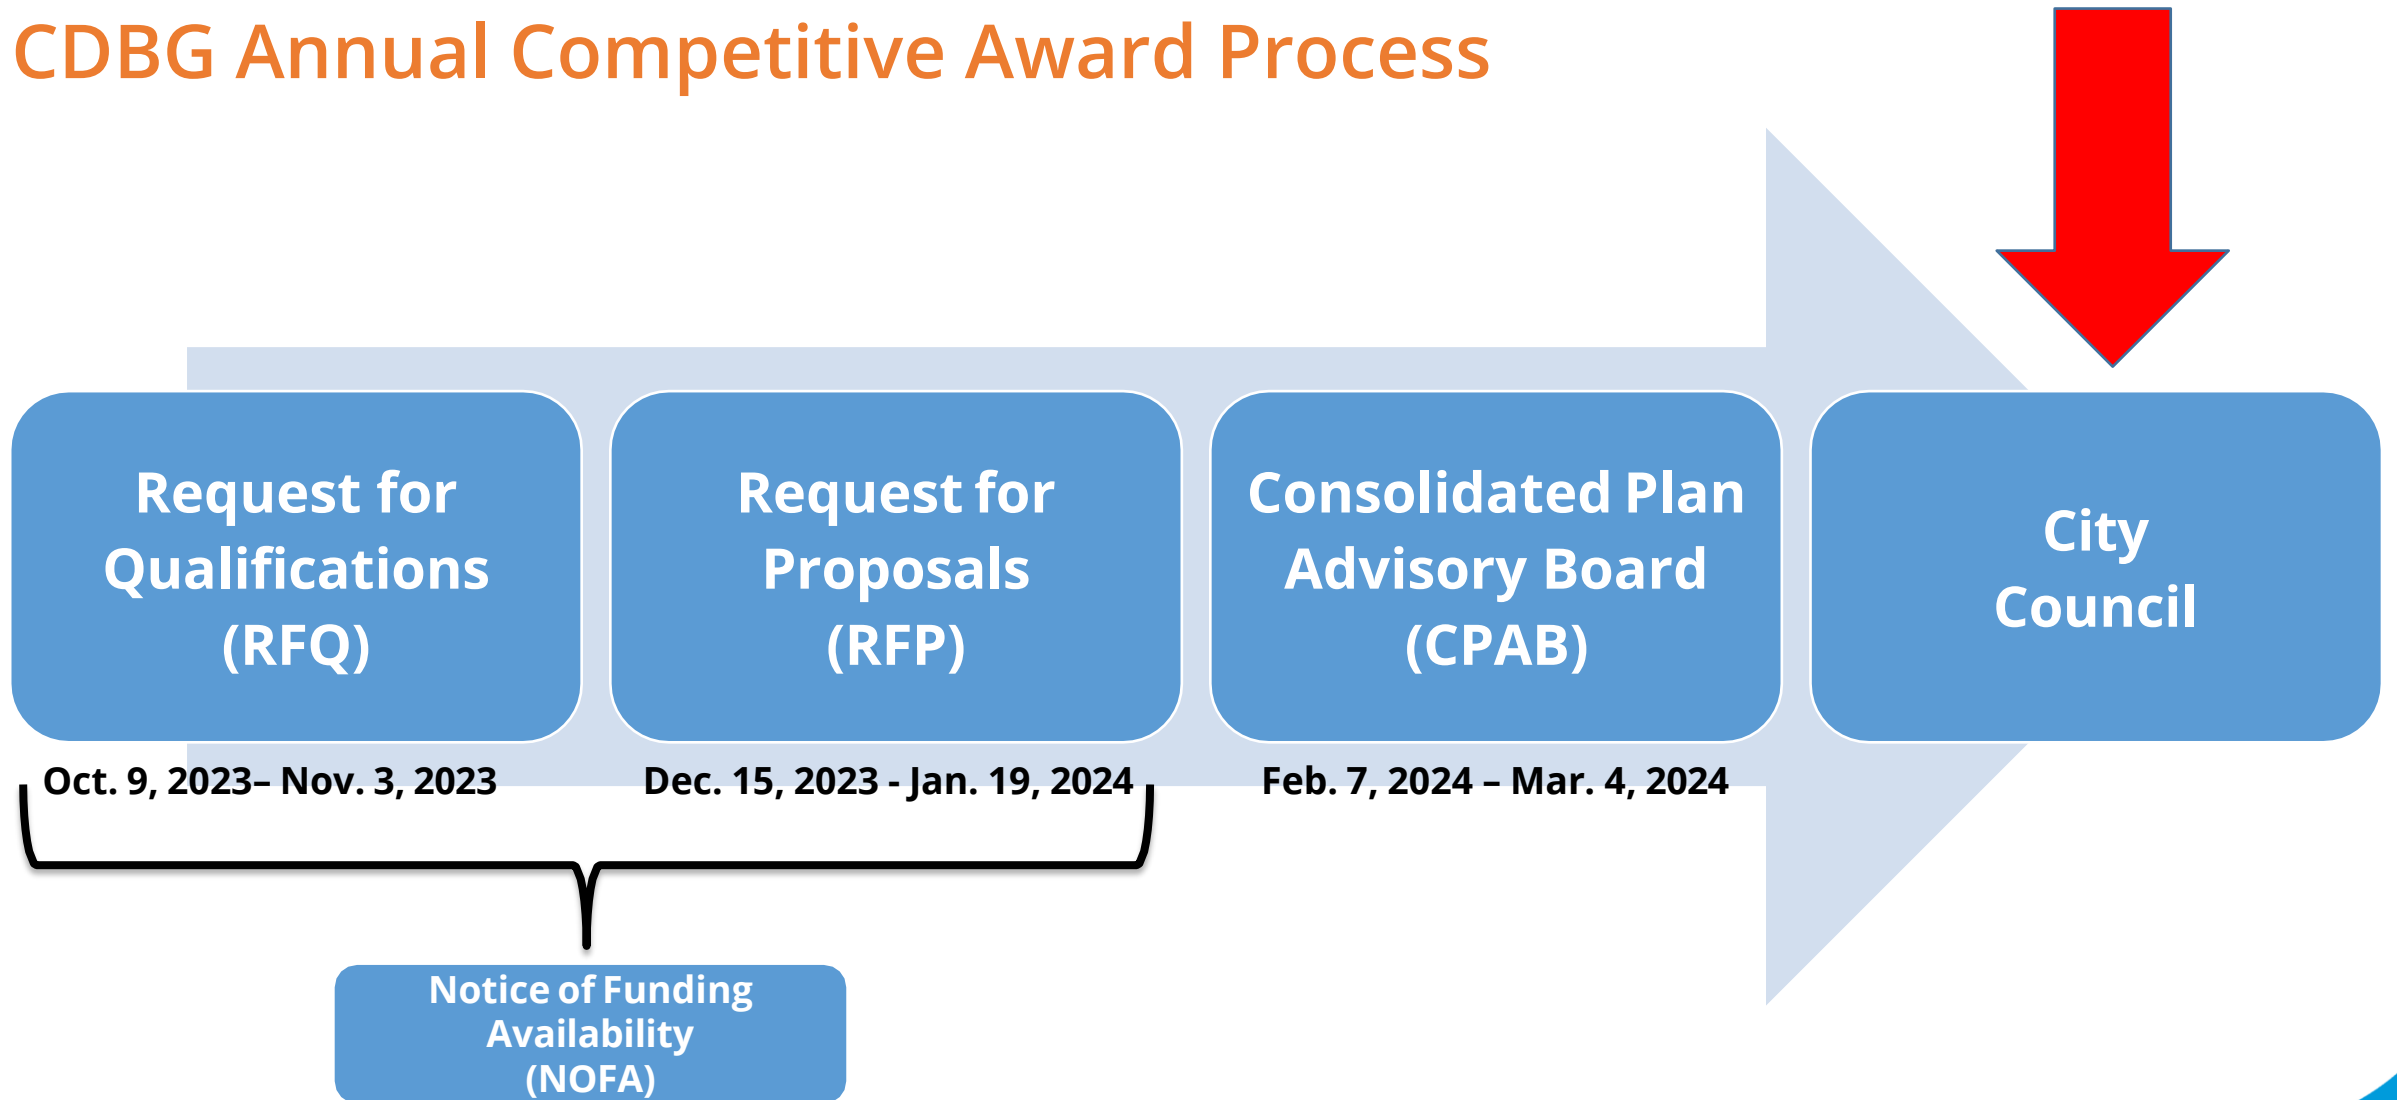 CDBG Annual Competitive Award Process
Request for
Qualifications
(RFQ)
Request for
Proposals
(RFP)
Consolidated Plan
Advisory Board
(CPAB)
City
Council
Oct. 9, 2023– Nov. 3, 2023
Dec. 15, 2023 - Jan. 19, 2024
Feb. 7, 2024 – Mar. 4, 2024
Notice of Funding
Availability
(NOFA)